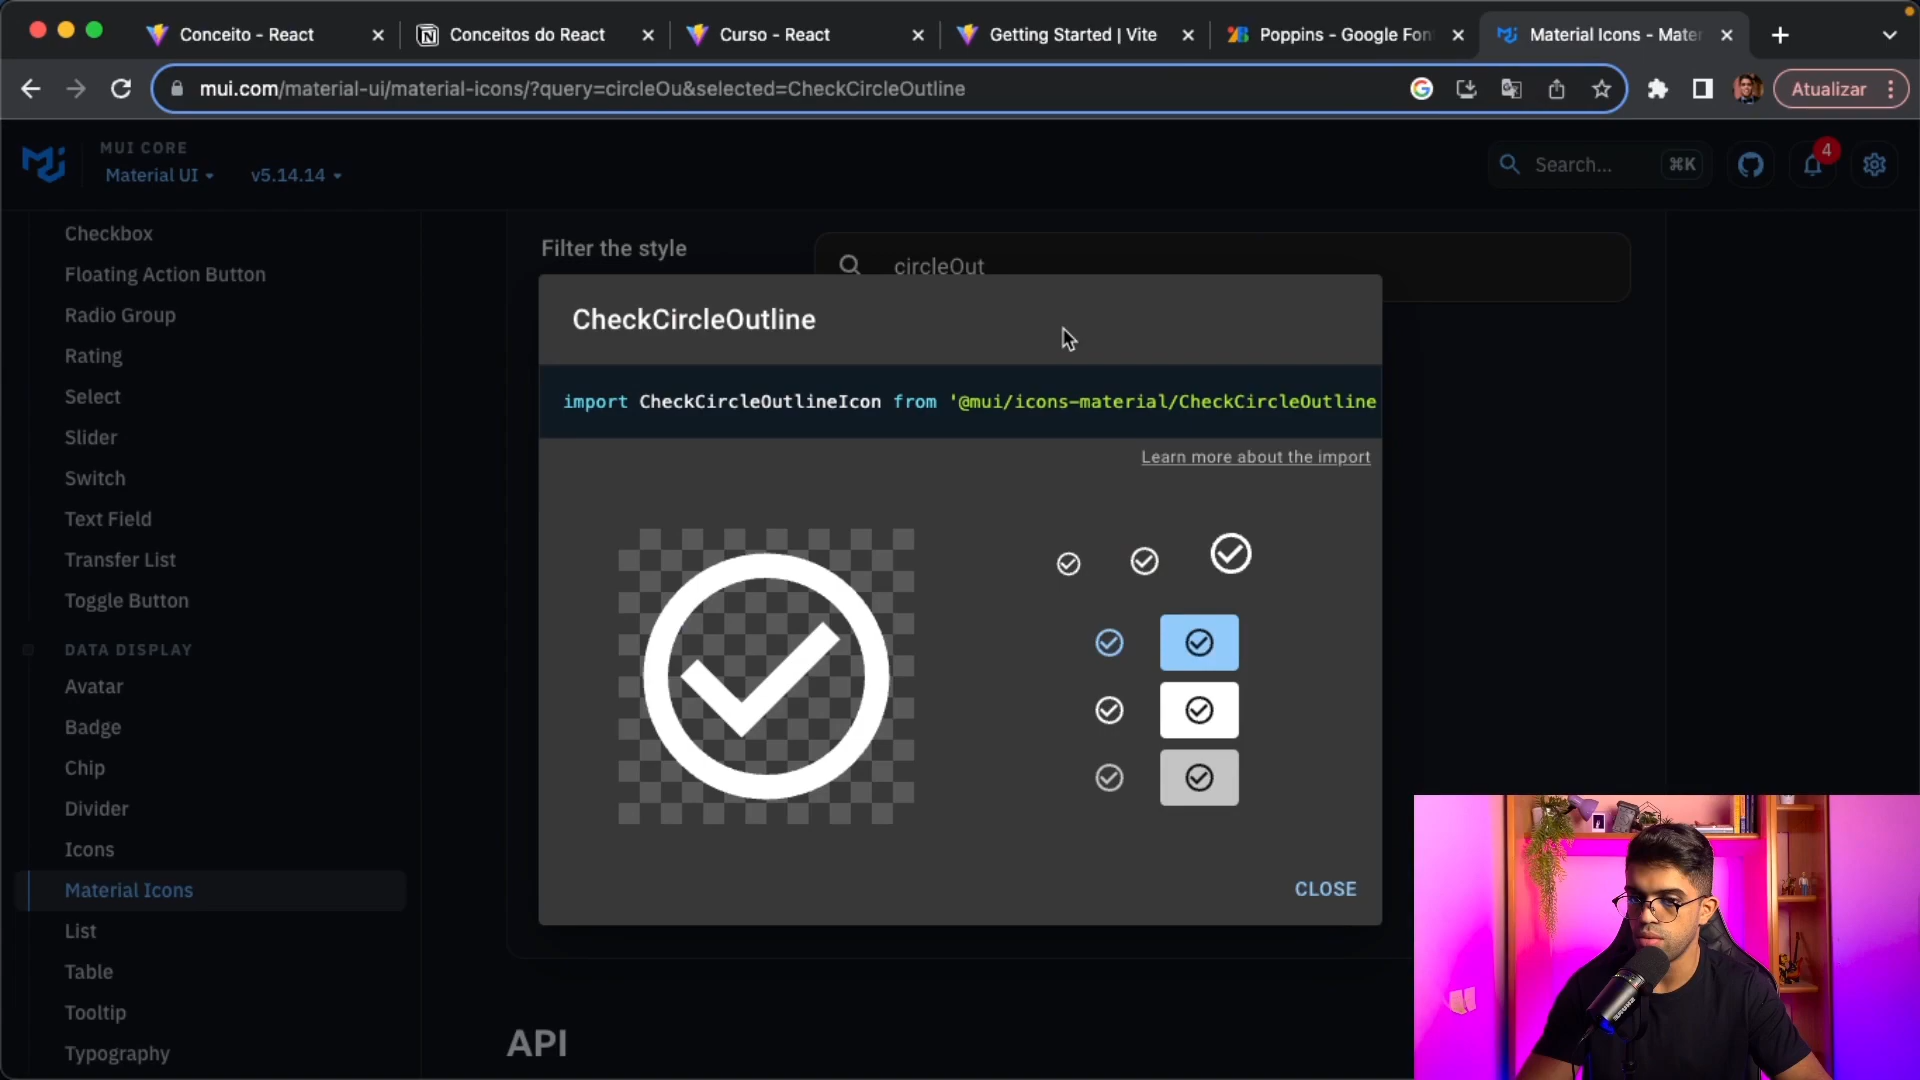 Conceito - React
Conceitos do React
Curso - React
Getting Started | Vite
Poppins - Google Fon
Material Icons - Mater
mui.com/material-ui/material-icons/?query=circleOu&selected=CheckCircleOutline
Atualizar
MUI CORE
Material UI
v5.14.14
Search...
⌘K
4
Checkbox
Floating Action Button
Radio Group
Rating
Select
Slider
Switch
Text Field
Transfer List
Toggle Button
DATA DISPLAY
Avatar
Badge
Chip
Divider
Icons
Material Icons
List
Table
Tooltip
Typography
Filter the style
circleOut
CheckCircleOutline
import CheckCircleOutlineIcon from '@mui/icons-material/CheckCircleOutline
Learn more about the import
CLOSE
API